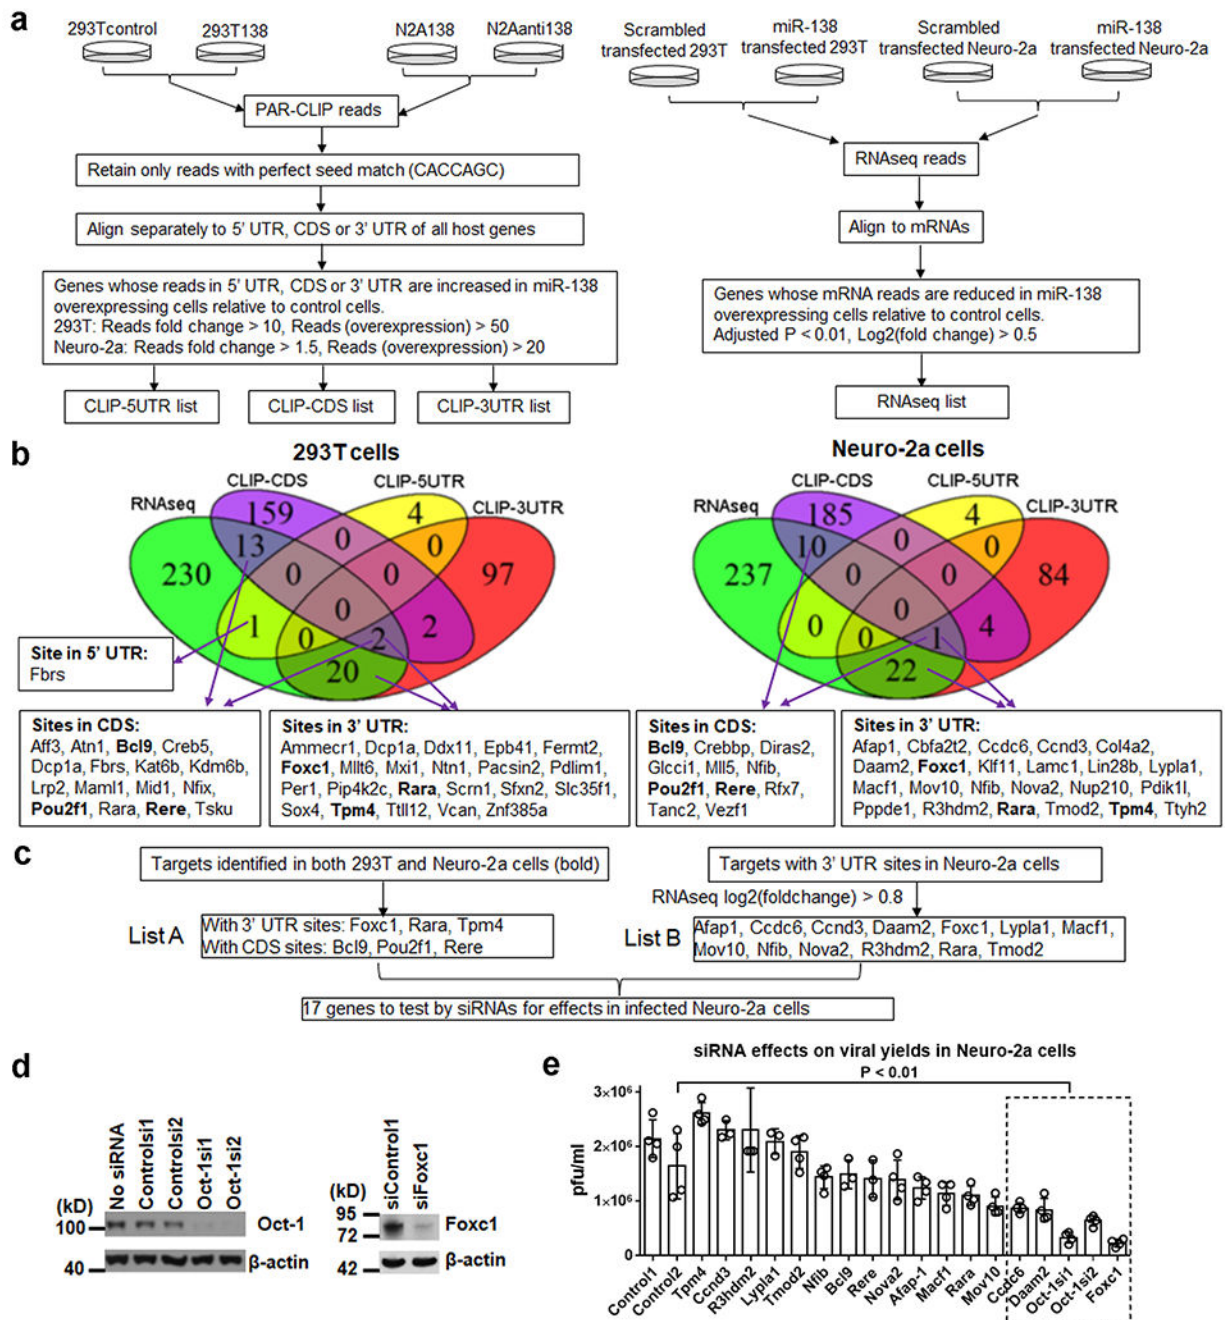 a
293Tcontrol
293T138
N2A138
N2Aanti138
PAR-CLIP reads
Retain only reads with perfect seed match (CACCAGC)
Align separately to 5' UTR, CDS or 3' UTR of all host genes
Genes whose reads in 5' UTR, CDS or 3' UTR are increased in miR-138
overexpressing cells relative to control cells.
293T: Reads fold change > 10, Reads (overexpression) > 50
Neuro-2a: Reads fold change > 1.5, Reads (overexpression) > 20
CLIP-5UTR list
CLIP-CDS list
CLIP-3UTR list
Scrambled
transfected 293T
miR-138
transfected 293T
Scrambled
transfected Neuro-2a
miR-138
transfected Neuro-2a
RNAseq reads
Align to mRNAs
Genes whose mRNA reads are reduced in miR-138
overexpressing cells relative to control cells.
Adjusted P < 0.01, Log2(fold change) > 0.5
RNAseq list
b
293T cells
RNAseq
CLIP-CDS
CLIP-5UTR
CLIP-3UTR
159
4
13
0
0
230
0
0
97
0
1
0
2
2
20
Site in 5' UTR:
Fbrs
Sites in CDS:
Aff3, Atn1, Bcl9, Creb5,
Dcp1a, Fbrs, Kat6b, Kdm6b,
Lrp2, Maml1, Mid1, Nfix,
Pou2f1, Rara, Rere, Tsku
Sites in 3' UTR:
Ammecr1, Dcp1a, Ddx11, Epb41, Fermt2,
Foxc1, Mllt6, Mxi1, Ntn1, Pacsin2, Pdlim1,
Per1, Pip4k2c, Rara, Scrn1, Sfxn2, Slc35f1,
Sox4, Tpm4, Ttll12, Vcan, Znf385a
Neuro-2a cells
RNAseq
CLIP-CDS
CLIP-5UTR
CLIP-3UTR
185
4
10
0
0
237
0
0
84
0
0
0
1
4
22
Sites in CDS:
Bcl9, Crebbp, Diras2,
Glcci1, Mll5, Nfib,
Pou2f1, Rere, Rfx7,
Tanc2, Vezf1
Sites in 3' UTR:
Afap1, Cbfa2t2, Ccdc6, Ccnd3, Col4a2,
Daam2, Foxc1, Klf11, Lamc1, Lin28b, Lypla1,
Macf1, Mov10, Nfib, Nova2, Nup210, Pdik1l,
Pppde1, R3hdm2, Rara, Tmod2, Tpm4, Ttyh2
c
Targets identified in both 293T and Neuro-2a cells (bold)
List A
With 3' UTR sites: Foxc1, Rara, Tpm4
With CDS sites: Bcl9, Pou2f1, Rere
Targets with 3' UTR sites in Neuro-2a cells
RNAseq log2(foldchange) > 0.8
List B
Afap1, Ccdc6, Ccnd3, Daam2, Foxc1, Lypla1, Macf1,
Mov10, Nfib, Nova2, R3hdm2, Rara, Tmod2
17 genes to test by siRNAs for effects in infected Neuro-2a cells
d
No siRNA
Controlsi1
Controlsi2
Oct-1si1
Oct-1si2
(kD)
100
40
Oct-1
β-actin
siControl1
siFoxc1
(kD)
95
72
42
Foxc1
β-actin
e
siRNA effects on viral yields in Neuro-2a cells
P < 0.01
pfu/ml
3×10⁶
2×10⁶
1×10⁶
0
Control1
Control2
Tpm4
Ccnd3
R3hdm2
Lypla1
Tmod2
Nfib
Bcl9
Rere
Nova2
Afap-1
Macf1
Rara
Mov10
Ccdc6
Daam2
Oct-1si1
Oct-1si2
Foxc1